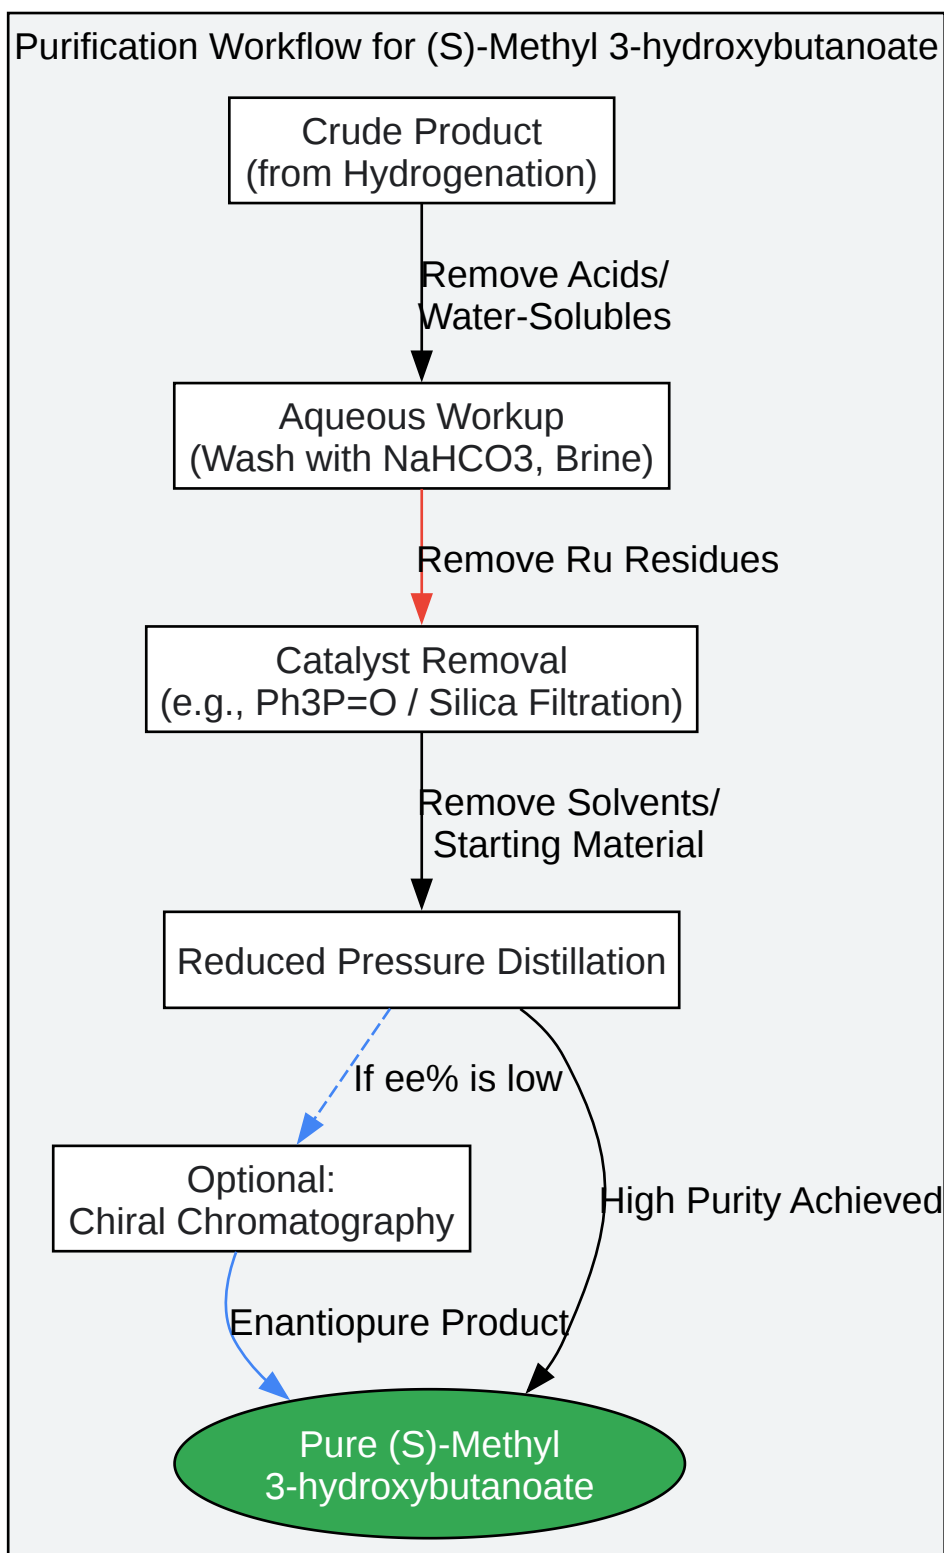 Purification Workflow for (S)-Methyl 3-hydroxybutanoate
Crude Product
(from Hydrogenation)
Remove Acids/
Water-Solubles
Aqueous Workup
(Wash with NaHCO3, Brine)
Remove Ru Residues
Catalyst Removal
(e.g., Ph3P=O / Silica Filtration)
Remove Solvents/
Starting Material
Reduced Pressure Distillation
If ee% is low
Optional:
Chiral Chromatography
High Purity Achieved
Enantiopure Product
Pure (S)-Methyl
3-hydroxybutanoate